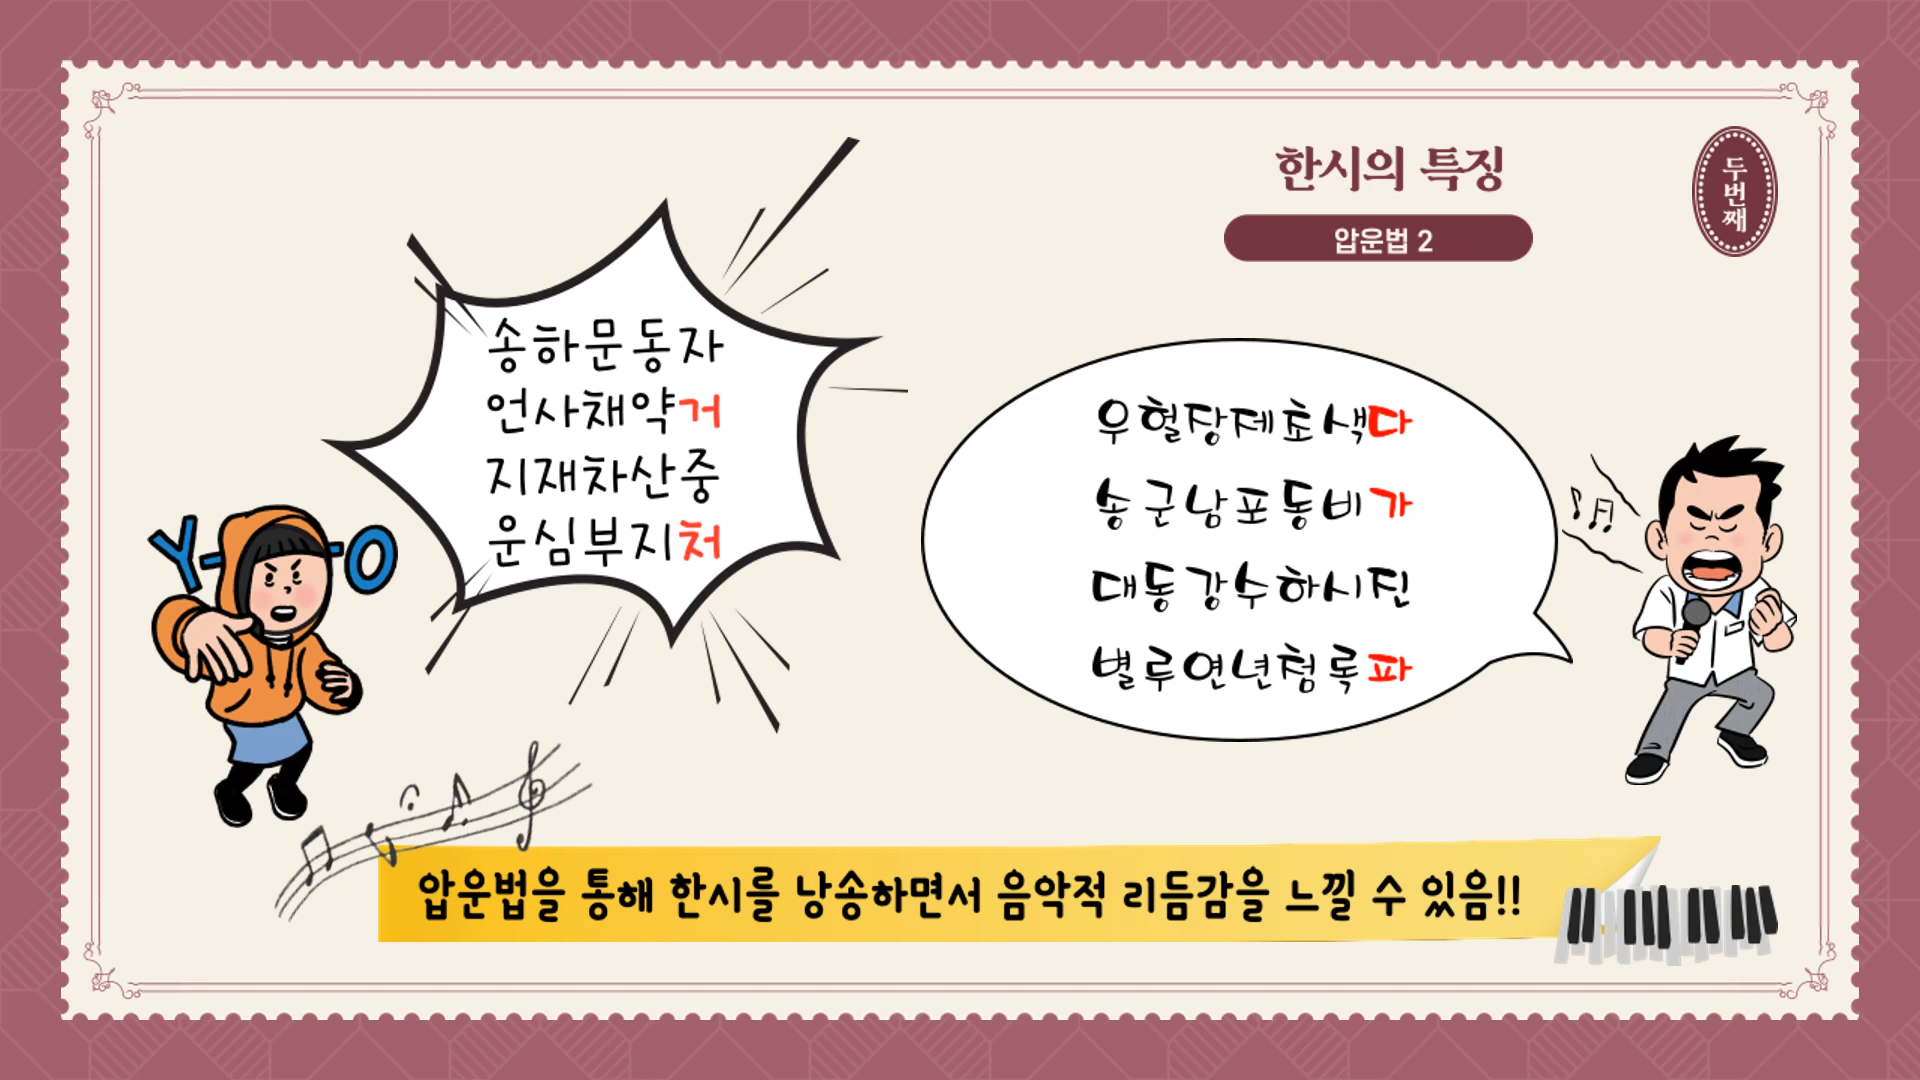 한시의 특징
두번째
압운법 2
송하문동자
언사채약거
지재차산중
운심부지처
우헐장제초색다
송군남포동비가
대동강수하시진
별루연년첨록파
Y-O
압운법을 통해 한시를 낭송하면서 음악적 리듬감을 느낄 수 있음!!